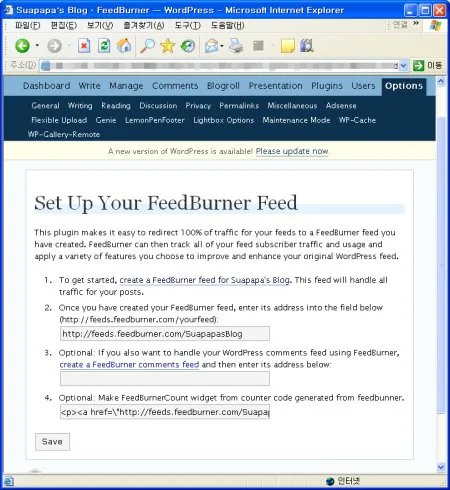 Suapapa's Blog › FeedBurner — WordPress - Microsoft Internet Explorer
파일(F) 편집(E) 보기(V) 즐겨찾기(A) 도구(T) 도움말(H) 연결 »
주소(D) 이동
Dashboard Write Manage Comments Blogroll Presentation Plugins Users Options
General Writing Reading Discussion Privacy Permalinks Miscellaneous Adsense
Flexible Upload Genie LemonPenFooter Lightbox Options Maintenance Mode WP-Cache
WP-Gallery-Remote
A new version of WordPress is available! Please update now.
Set Up Your FeedBurner Feed
This plugin makes it easy to redirect 100% of traffic for your feeds to a FeedBurner feed you
have created. FeedBurner can then track all of your feed subscriber traffic and usage and
apply a variety of features you choose to improve and enhance your original WordPress feed.
1. To get started, create a FeedBurner feed for Suapapa's Blog. This feed will handle
all traffic for your posts.
2. Once you have created your FeedBurner feed, enter its address into the field below
(http://feeds.feedburner.com/yourfeed):
http://feeds.feedburner.com/SuapapasBlog
3. Optional: If you also want to handle your WordPress comments feed using FeedBurner,
create a FeedBurner comments feed and then enter its address below:
4. Optional: Make FeedBurnerCount widget from counter code generated from feedbunner.
<p><a href=\"http://feeds.feedburner.com/Suapap
Save
인터넷